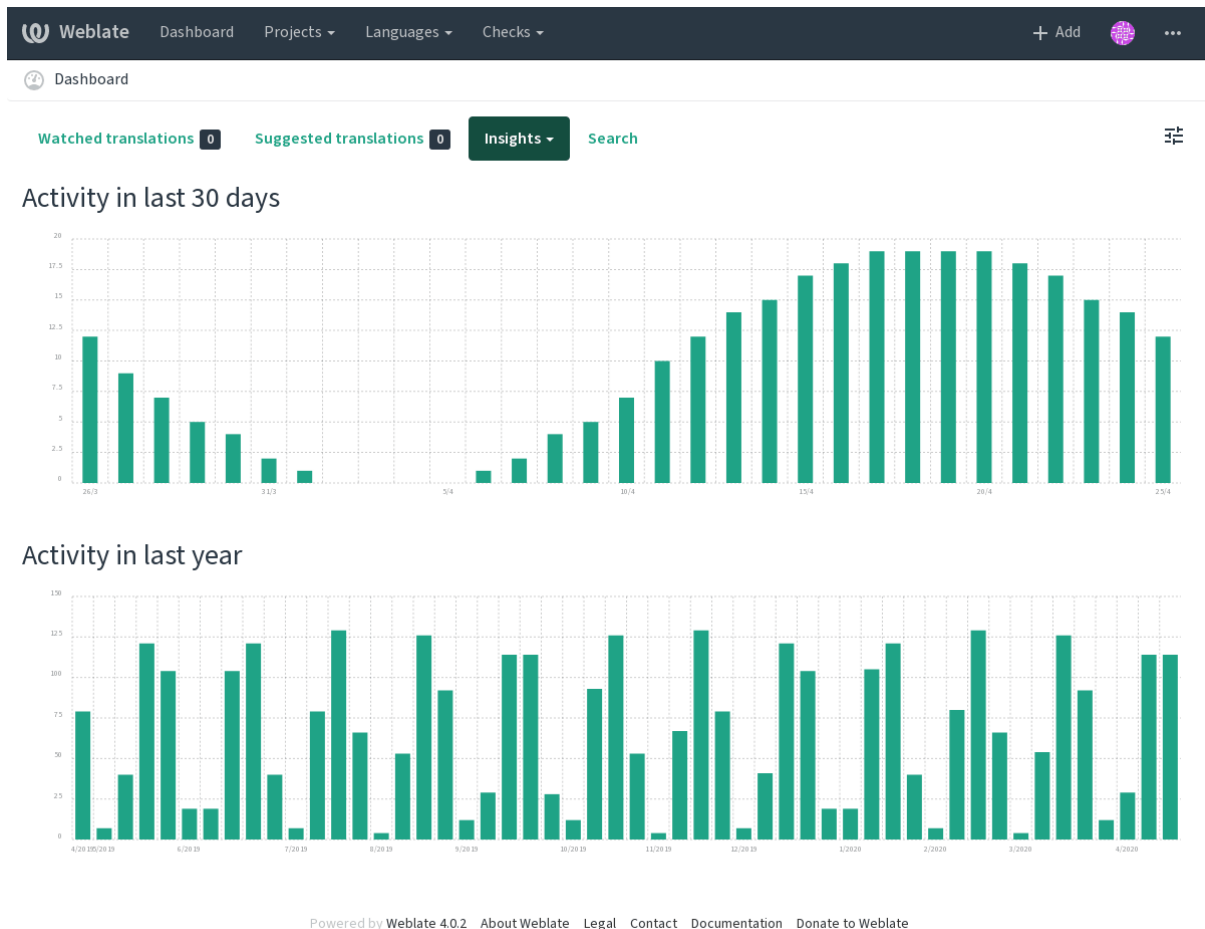 Weblate Dashboard Projects Languages Checks Add
Dashboard
Watched translations 0 Suggested translations 0 Insights Search
Activity in last 30 days
20
17.5
15
12.5
10
7.5
5
2.5
0
26/3 31/3 5/4 10/4 15/4 20/4 25/4
Activity in last year
150
125
100
75
50
25
0
4/2019 5/2019 6/2019 7/2019 8/2019 9/2019 10/2019 11/2019 12/2019 1/2020 2/2020 3/2020 4/2020
Powered by Weblate 4.0.2 About Weblate Legal Contact Documentation Donate to Weblate